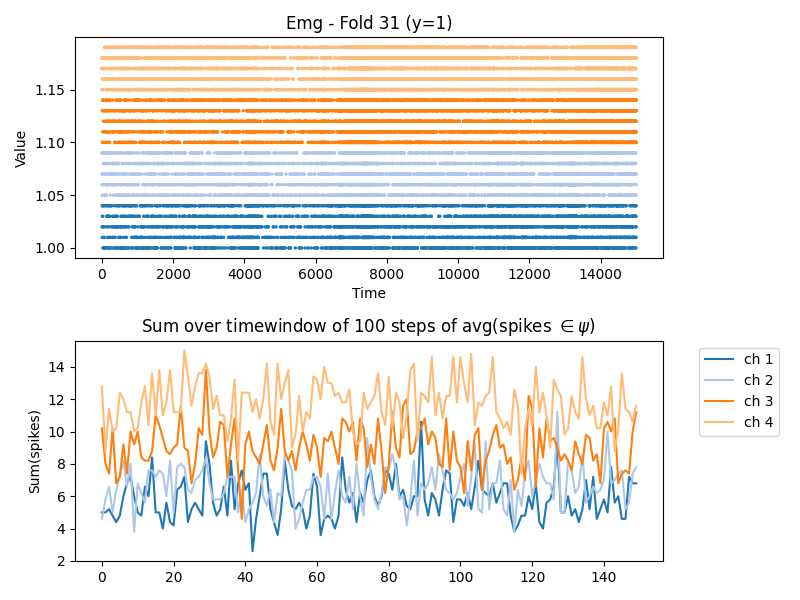 Emg - Fold 31 (y=1)
Value
1.15
1.10
1.05
1.00
0 2000 4000 6000 8000 10000 12000 14000
Time
Sum over timewindow of 100 steps of avg(spikes ∈ψ)
Sum(spikes)
14
12
10
8
6
4
2
0 20 40 60 80 100 120 140
ch 1
ch 2
ch 3
ch 4